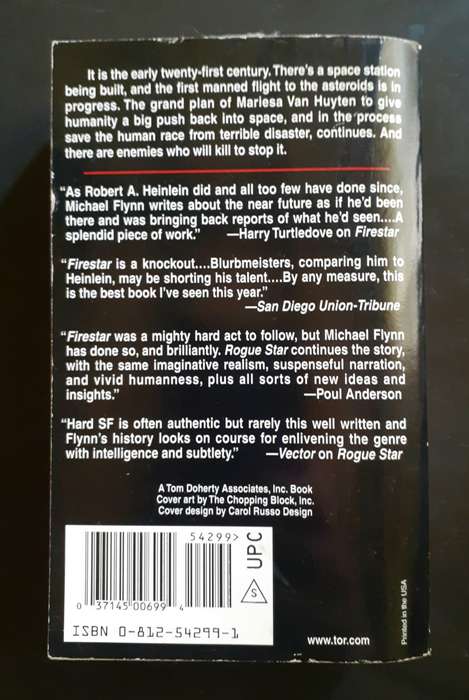 It is the early twenty-first century. There's a space station
being built, and the first manned flight to the asteroids is in
progress. The grand plan of Mariesa Van Huyten to give
humanity a big push back into space, and in the process
save the human race from terrible disaster, continues. And
there are enemies who will kill to stop it.
"As Robert A. Heinlein did and all too few have done since,
Michael Flynn writes about the near future as if he'd been
there and was bringing back reports of what he'd seen....A
splendid piece of work." —Harry Turtledove on Firestar
"Firestar is a knockout....Blurbmeisters, comparing him to
Heinlein, may be shorting his talent....By any measure, this
is the best book I've seen this year."
—San Diego Union-Tribune
"Firestar was a mighty hard act to follow, but Michael Flynn
has done so, and brilliantly. Rogue Star continues the story,
with the same imaginative realism, suspenseful narration,
and vivid humanness, plus all sorts of new ideas and
insights." —Poul Anderson
"Hard SF is often authentic but rarely this well written and
Flynn's history looks on course for enlivening the genre
with intelligence and subtlety." —Vector on Rogue Star
A Tom Doherty Associates, Inc. Book
Cover art by The Chopping Block, Inc.
Cover design by Carol Russo Design
54299>
UPC
S
0 37145 00699 4
ISBN 0-812-54299-1
www.tor.com
Printed in the USA